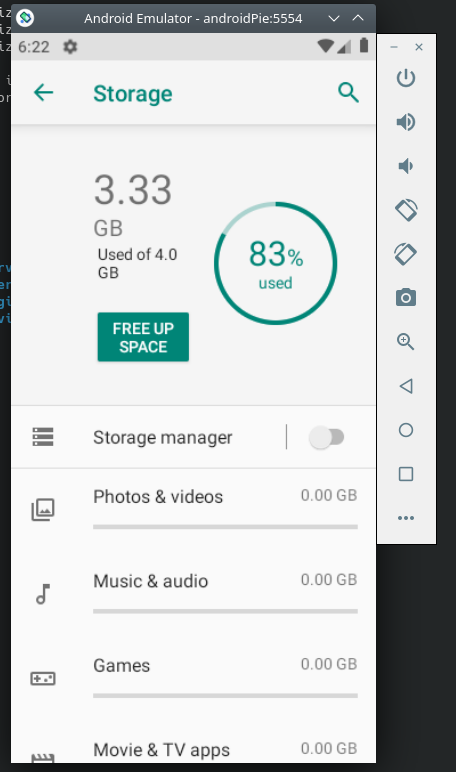 Android Emulator - androidPie:5554
6:22
Storage
3.33
GB
Used of 4.0
GB
83%
used
FREE UP
SPACE
Storage manager
Photos & videos 0.00 GB
Music & audio 0.00 GB
Games 0.00 GB
Movie & TV apps 0.00 GB